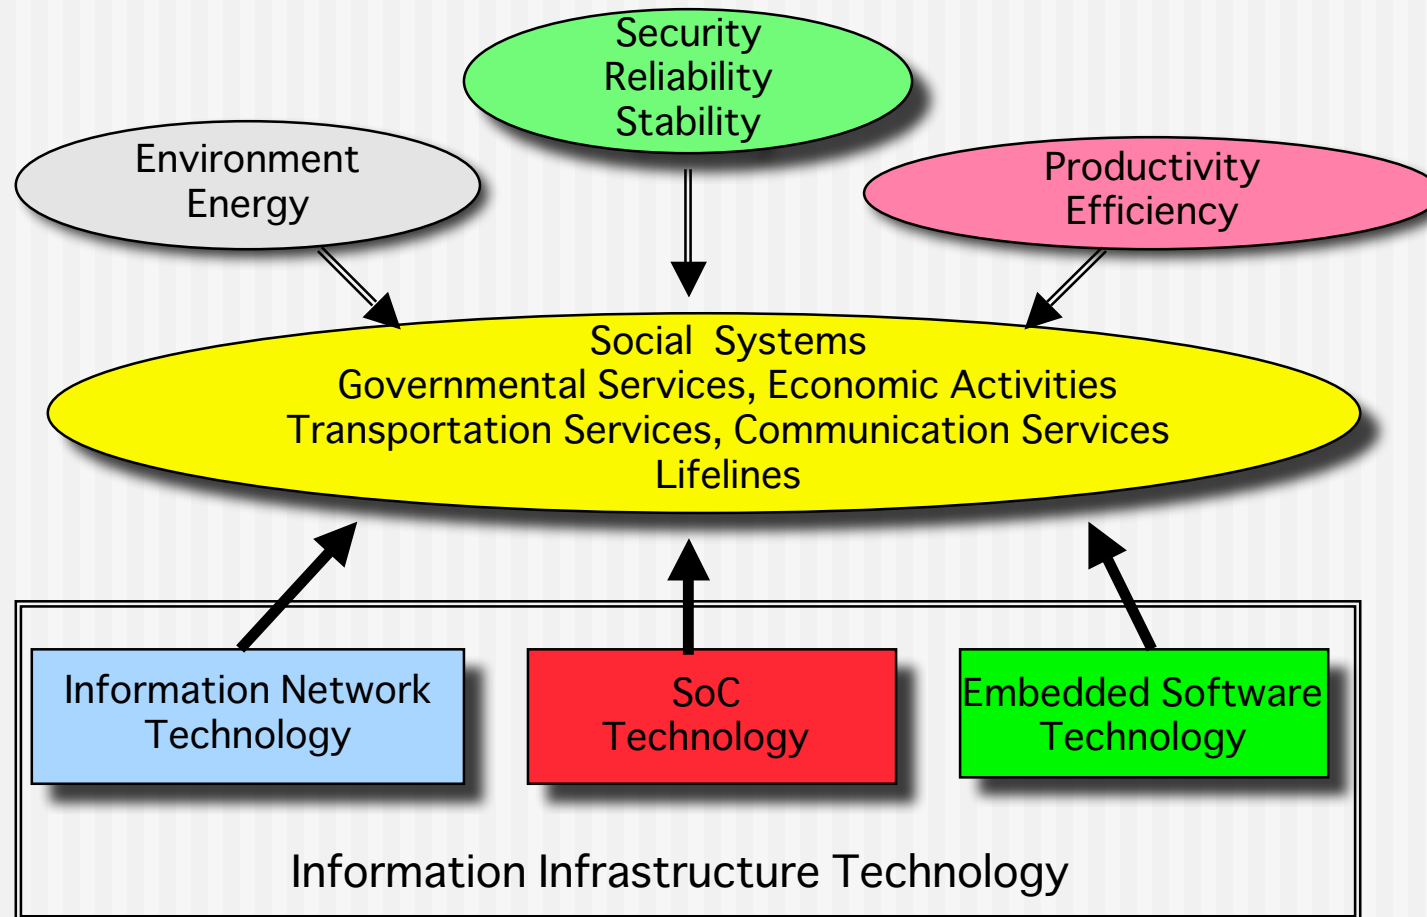 Security
Reliability
Stability
Environment
Energy
Productivity
Efficiency
Social Systems
Governmental Services, Economic Activities
Transportation Services, Communication Services
Lifelines
Information Network
Technology
SoC
Technology
Embedded Software
Technology
Information Infrastructure Technology